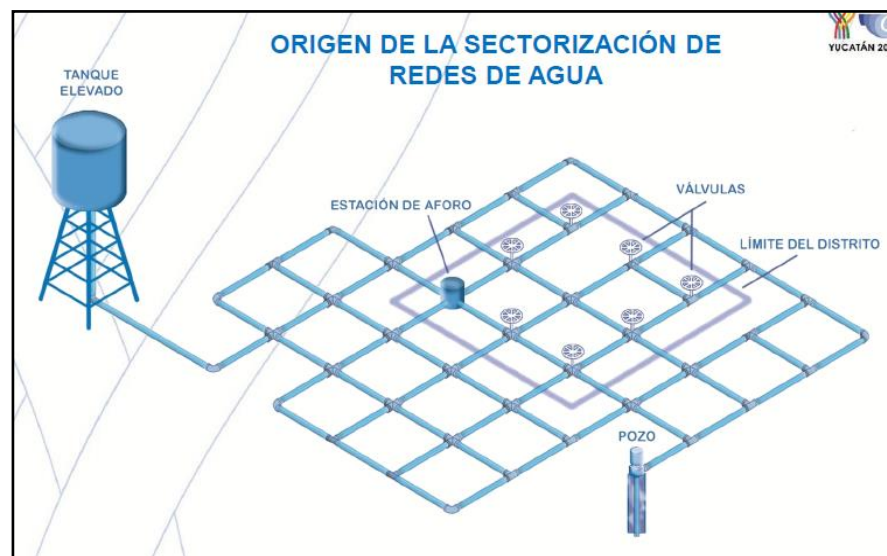 ORIGEN DE LA SECTORIZACIÓN DE
REDES DE AGUA
TANQUE
ELEVADO
ESTACIÓN DE AFORO
VÁLVULAS
LÍMITE DEL DISTRITO
POZO